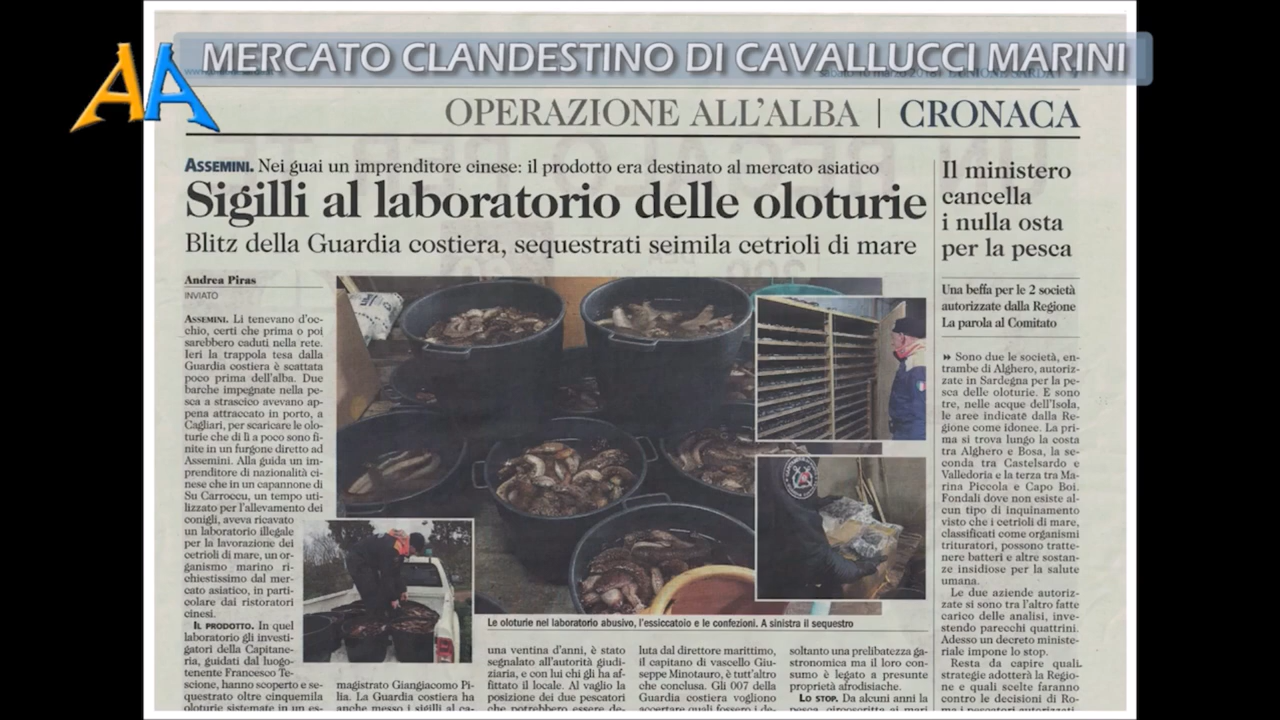 AA
MERCATO CLANDESTINO DI CAVALLUCCI MARINI
OPERAZIONE ALL'ALBA | CRONACA
ASSEMINI. Nei guai un imprenditore cinese: il prodotto era destinato al mercato asiatico
Sigilli al laboratorio delle oloturie
Blitz della Guardia costiera, sequestrati seimila cetrioli di mare
Andrea Piras
INVIATO
ASSEMINI. Li tenevano d'oc-
chio, certi che prima o poi
sarebbero caduti nella rete.
Ieri la trappola tesa dalla
Guardia costiera è scattata
poco prima dell'alba. Due
barche impegnate nella pe-
sca a strascico avevano ap-
pena attraccato in porto, a
Cagliari, per scaricare le olo-
turie che di lì a poco sono fi-
nite in un furgone diretto ad
Assemini. Alla guida un im-
prenditore di nazionalità ci-
nese che in un capannone di
Su Carroccu, un tempo uti-
lizzato per l'allevamento dei
conigli, aveva ricavato
un laboratorio illegale
per la lavorazione dei
cetrioli di mare, un or-
ganismo marino ri-
chiestissimo dal mer-
cato asiatico, in parti-
colare dai ristoratori
cinesi.
IL PRODOTTO. In quel
laboratorio gli investi-
gatori della Capitane-
ria, guidati dal luogo-
tenente Francesco Te-
scione, hanno scoperto e se-
questrato oltre cinquemila
oloturie sistemate in un es-
magistrato Giangiacomo Pi-
lia. La Guardia costiera ha
anche messo i sigilli al ca-
Le oloturie nel laboratorio abusivo, l'essiccatoio e le confezioni. A sinistra il sequestro
una ventina d'anni, è stato
segnalato all'autorità giudi-
ziaria, e con lui chi gli ha af-
fittato il locale. Al vaglio la
posizione dei due pescatori
che potrebbero essere de-
luta dal direttore marittimo,
il capitano di vascello Giu-
seppe Minotauro, è tutt'altro
che conclusa. Gli 007 della
Guardia costiera vogliono
accertare quali fossero i de-
soltanto una prelibatezza ga-
stronomica ma il loro con-
sumo è legato a presunte
proprietà afrodisiache.
LO STOP. Da alcuni anni la
pesca,
Il ministero
cancella
i nulla osta
per la pesca
Una beffa per le 2 società
autorizzate dalla Regione
La parola al Comitato
Sono due le società, en-
trambe di Alghero, autoriz-
zate in Sardegna per la pe-
sca delle oloturie. E sono
tre, nelle acque dell'Isola,
le aree indicate dalla Re-
gione come idonee. La pri-
ma si trova lungo la costa
tra Alghero e Bosa, la se-
conda tra Castelsardo e
Valledoria e la terza tra Ma-
rina Piccola e Capo Boi.
Fondali dove non esiste al-
cun tipo di inquinamento
visto che i cetrioli di mare,
classificati come organismi
trituratori, possono tratte-
nere batteri e altre sostan-
ze insidiose per la salute
umana.
Le due aziende autorizz-
zate si sono tra l'altro fatte
carico delle analisi, inve-
stendo parecchi quattrini.
Adesso un decreto ministe-
riale impone lo stop.
Resta da capire quali
strategie adotterà la Regio-
ne e quali scelte faranno
contro le decisioni di Ro-